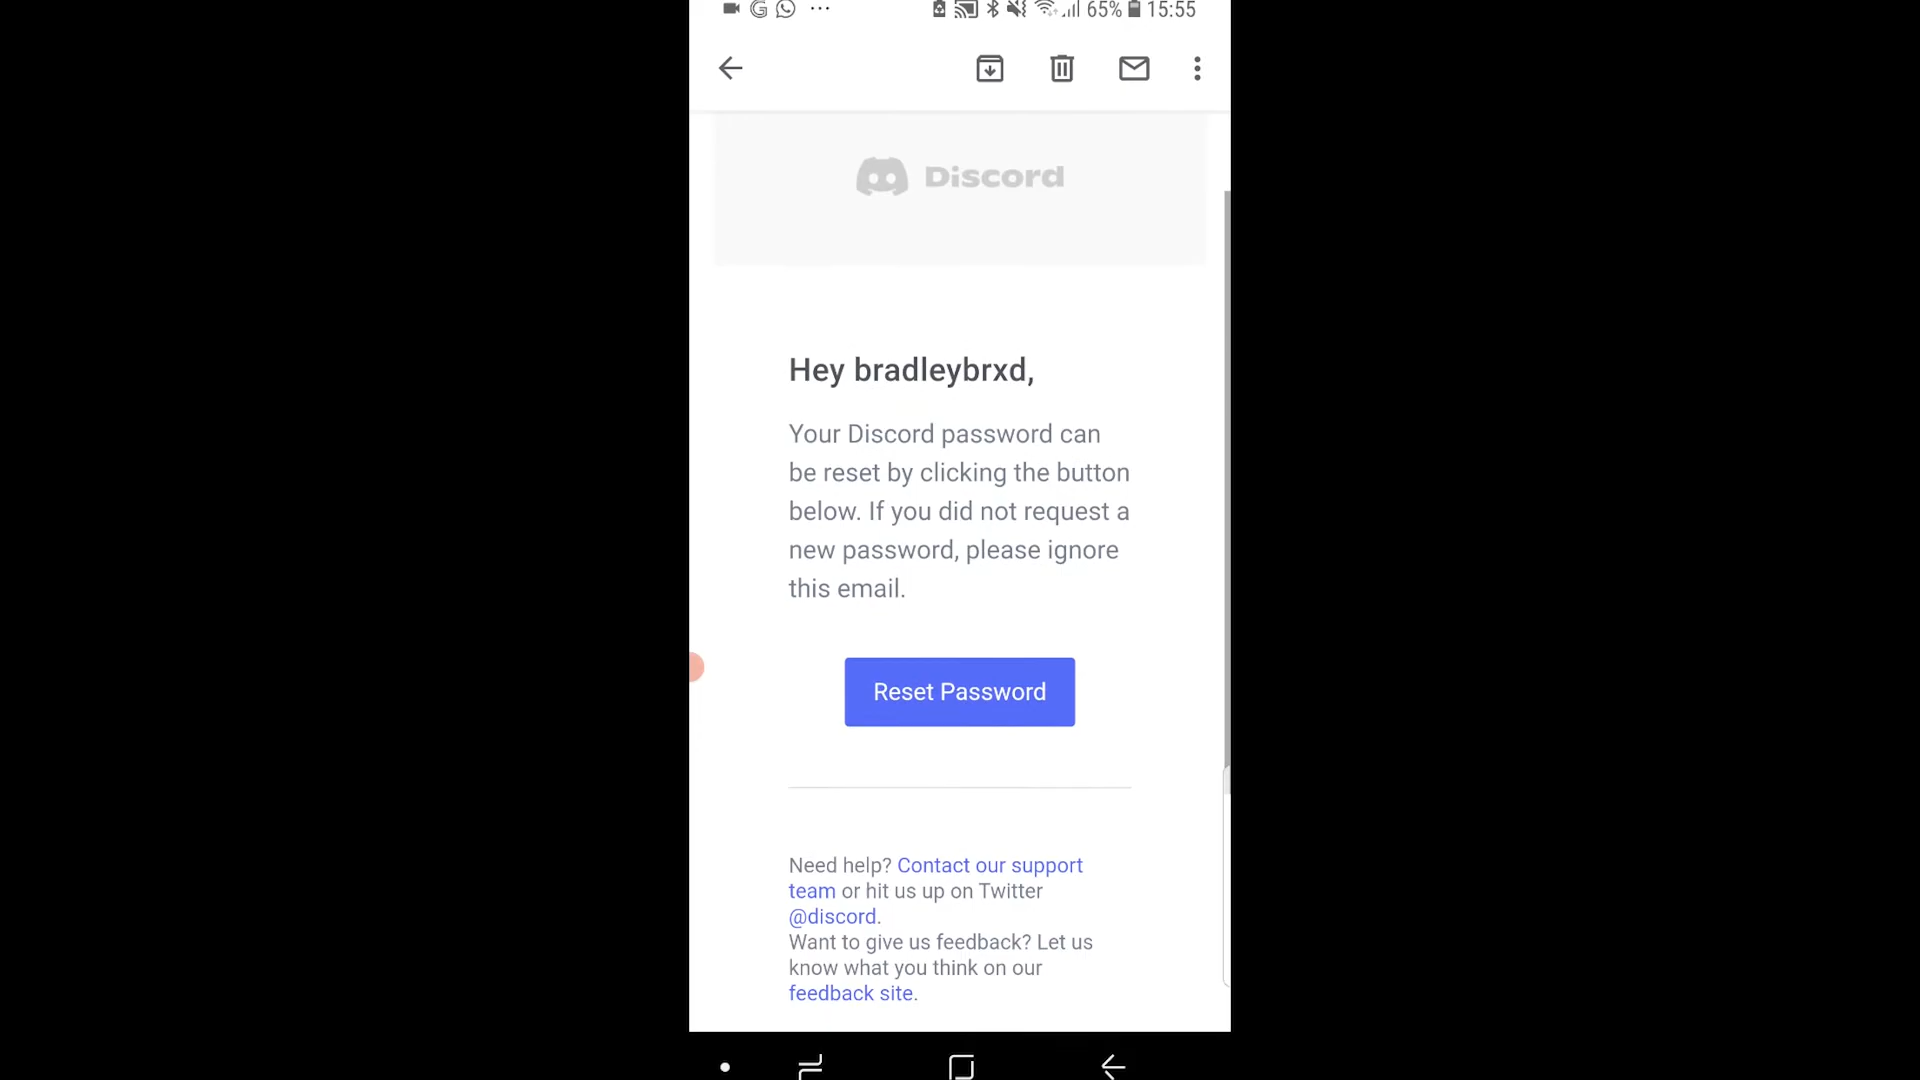 65% 15:55
Discord
Hey bradleybrxd,
Your Discord password can
be reset by clicking the button
below. If you did not request a
new password, please ignore
this email.
Reset Password
Need help? Contact our support
team or hit us up on Twitter
@discord.
Want to give us feedback? Let us
know what you think on our
feedback site.